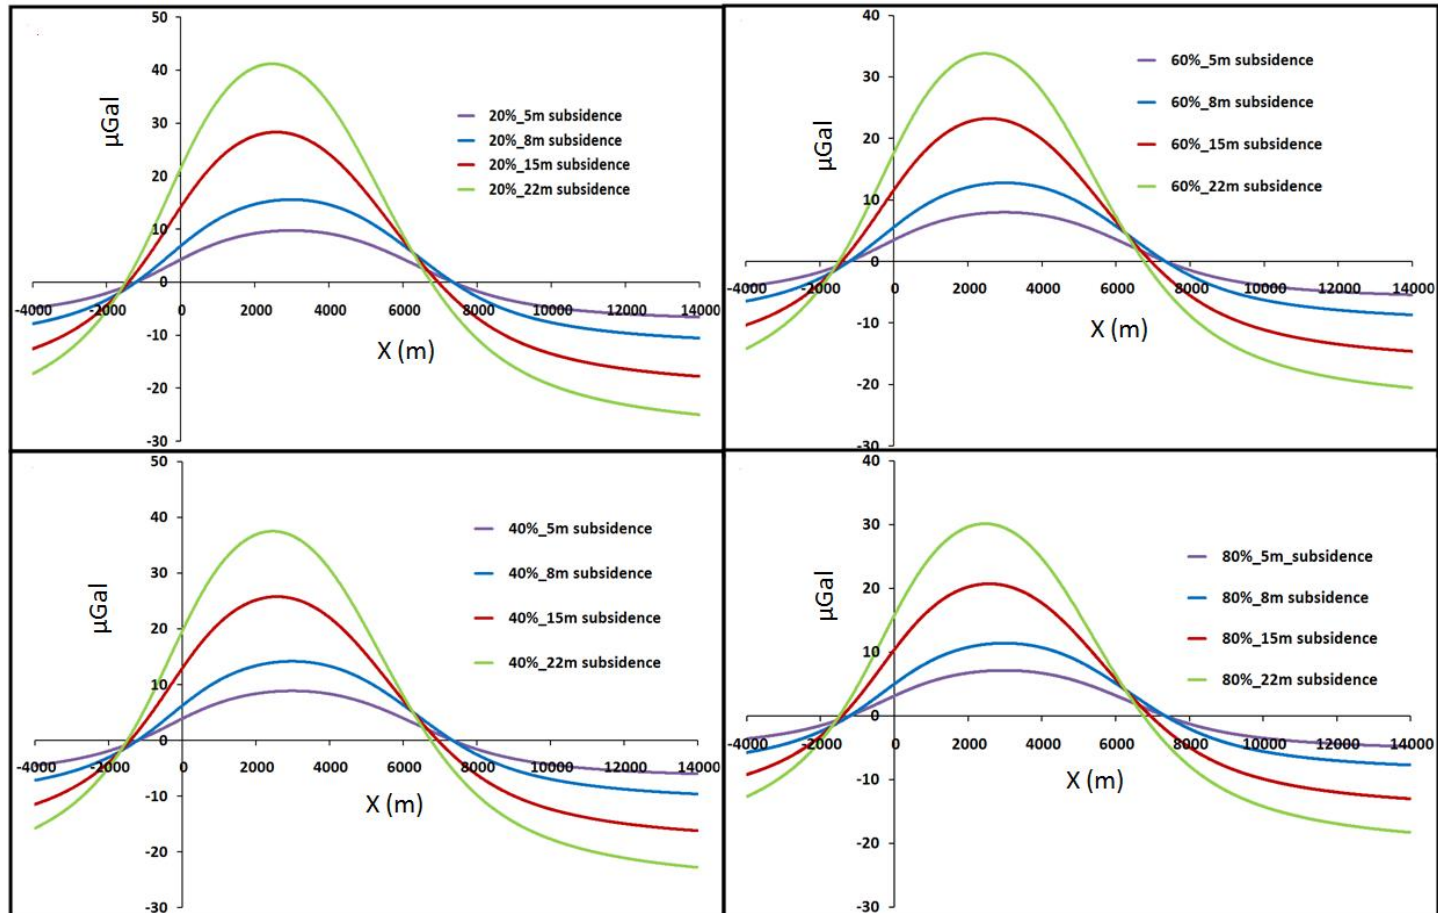 50
40
30
20
10
0
-10
-20
-30
µGal
20%_5m subsidence
20%_8m subsidence
20%_15m subsidence
20%_22m subsidence
-4000 -2000 0 2000 4000 6000 8000 10000 12000 14000
X (m)
40
30
20
10
0
-10
-20
-30
µGal
60%_5m subsidence
60%_8m subsidence
60%_15m subsidence
60%_22m subsidence
-4000 -2000 0 2000 4000 6000 8000 10000 12000 14000
X (m)
50
40
30
20
10
0
-10
-20
-30
µGal
40%_5m subsidence
40%_8m subsidence
40%_15m subsidence
40%_22m subsidence
-4000 -2000 0 2000 4000 6000 8000 10000 12000 14000
X (m)
40
30
20
10
0
-10
-20
-30
µGal
80%_5m_subsidence
80%_8m subsidence
80%_15m subsidence
80%_22m subsidence
-4000 -2000 0 2000 4000 6000 8000 10000 12000 14000
X (m)